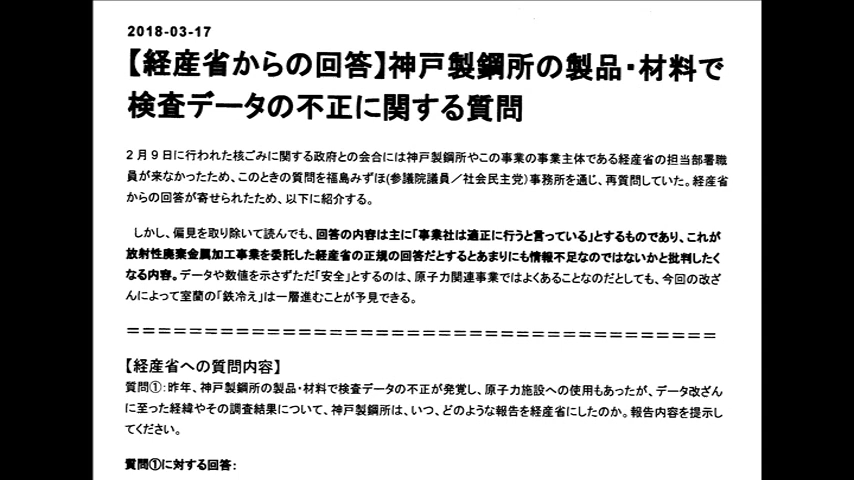 2018-03-17
【経産省からの回答】神戸製鋼所の製品・材料で
検査データの不正に関する質問
2月9日に行われた核ごみに関する政府との会合には神戸製鋼所やこの事業の事業主体である経産省の担当部署職
員が来なかったため、このときの質問を福島みずほ(参議院議員／社会民主党)事務所を通じ、再質問していた。経産省
からの回答が寄せられたため、以下に紹介する。
しかし、偏見を取り除いて読んでも、回答の内容は主に「事業社は適正に行うと言っている」とするものであり、これが
放射性廃棄金属加工事業を委託した経産省の正規の回答だとするとあまりにも情報不足なのではないかと批判したく
なる内容。データや数値を示さずただ「安全」とするのは、原子力関連事業ではよくあることなのだとしても、今回の改ざ
んによって室蘭の「鉄冷え」は一層進むことが予見できる。
＝＝＝＝＝＝＝＝＝＝＝＝＝＝＝＝＝＝＝＝＝＝＝＝＝＝＝＝＝＝＝＝＝＝＝＝＝
【経産省への質問内容】
質問①：昨年、神戸製鋼所の製品・材料で検査データの不正が発覚し、原子力施設への使用もあったが、データ改ざん
に至った経緯やその調査結果について、神戸製鋼所は、いつ、どのような報告を経産省にしたのか。報告内容を提示し
てください。
質問①に対する回答：